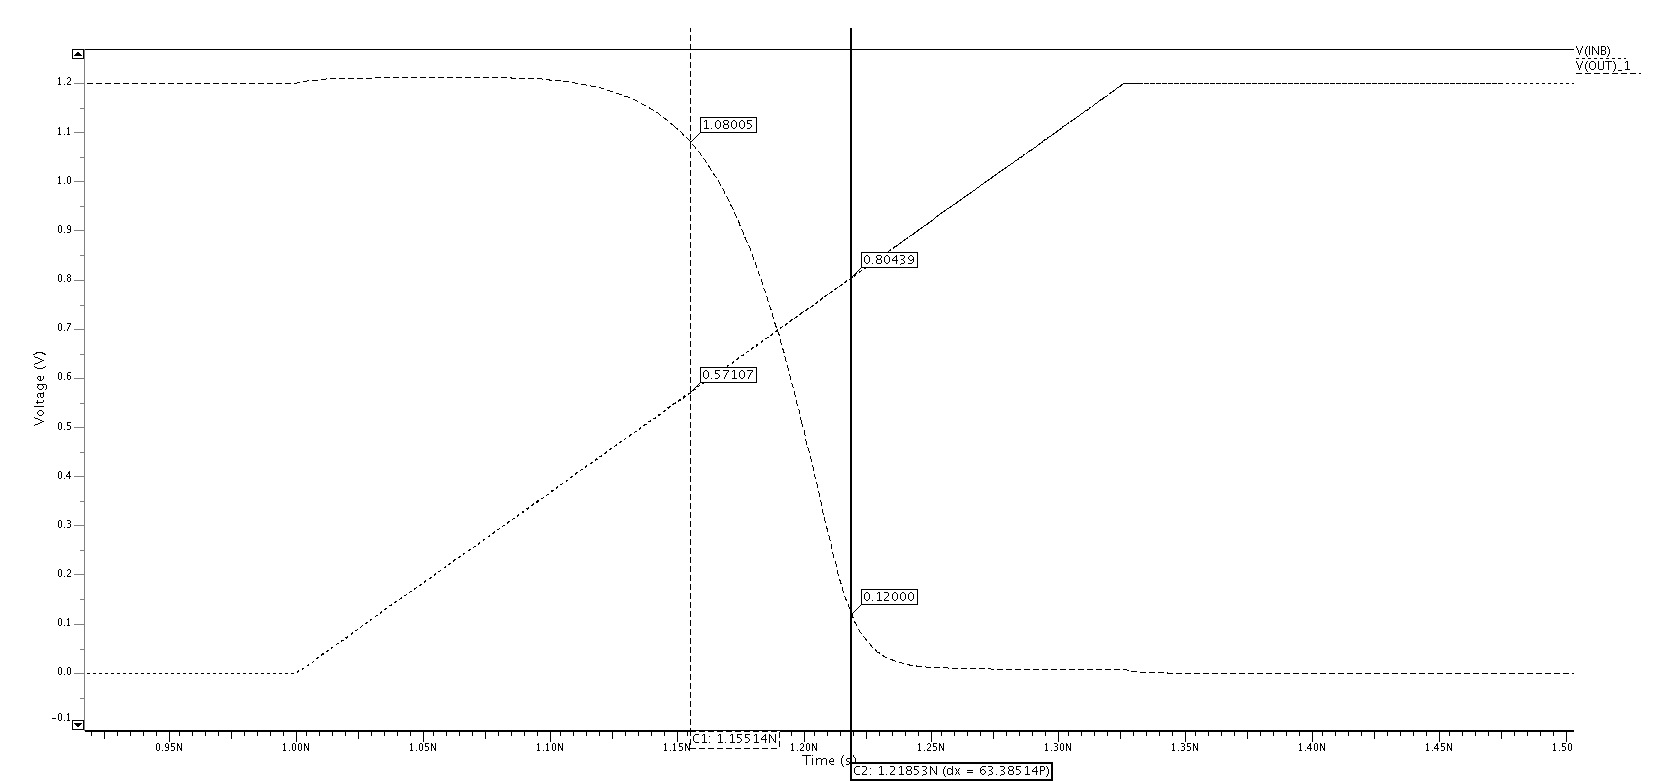 V(INB)
V(OUT)_1
1.2
1.1
1.0
0.9
0.8
0.7
0.6
0.5
0.4
0.3
0.2
0.1
0.0
-0.1
Voltage (V)
1.08005
0.80439
0.57107
0.12000
0.95N
1.00N
1.05N
1.10N
1.15N
1.20N
1.25N
1.30N
1.35N
1.40N
1.45N
1.50
C1: 1.15514N
Time (s)
C2: 1.21853N (dx = 63.38514P)